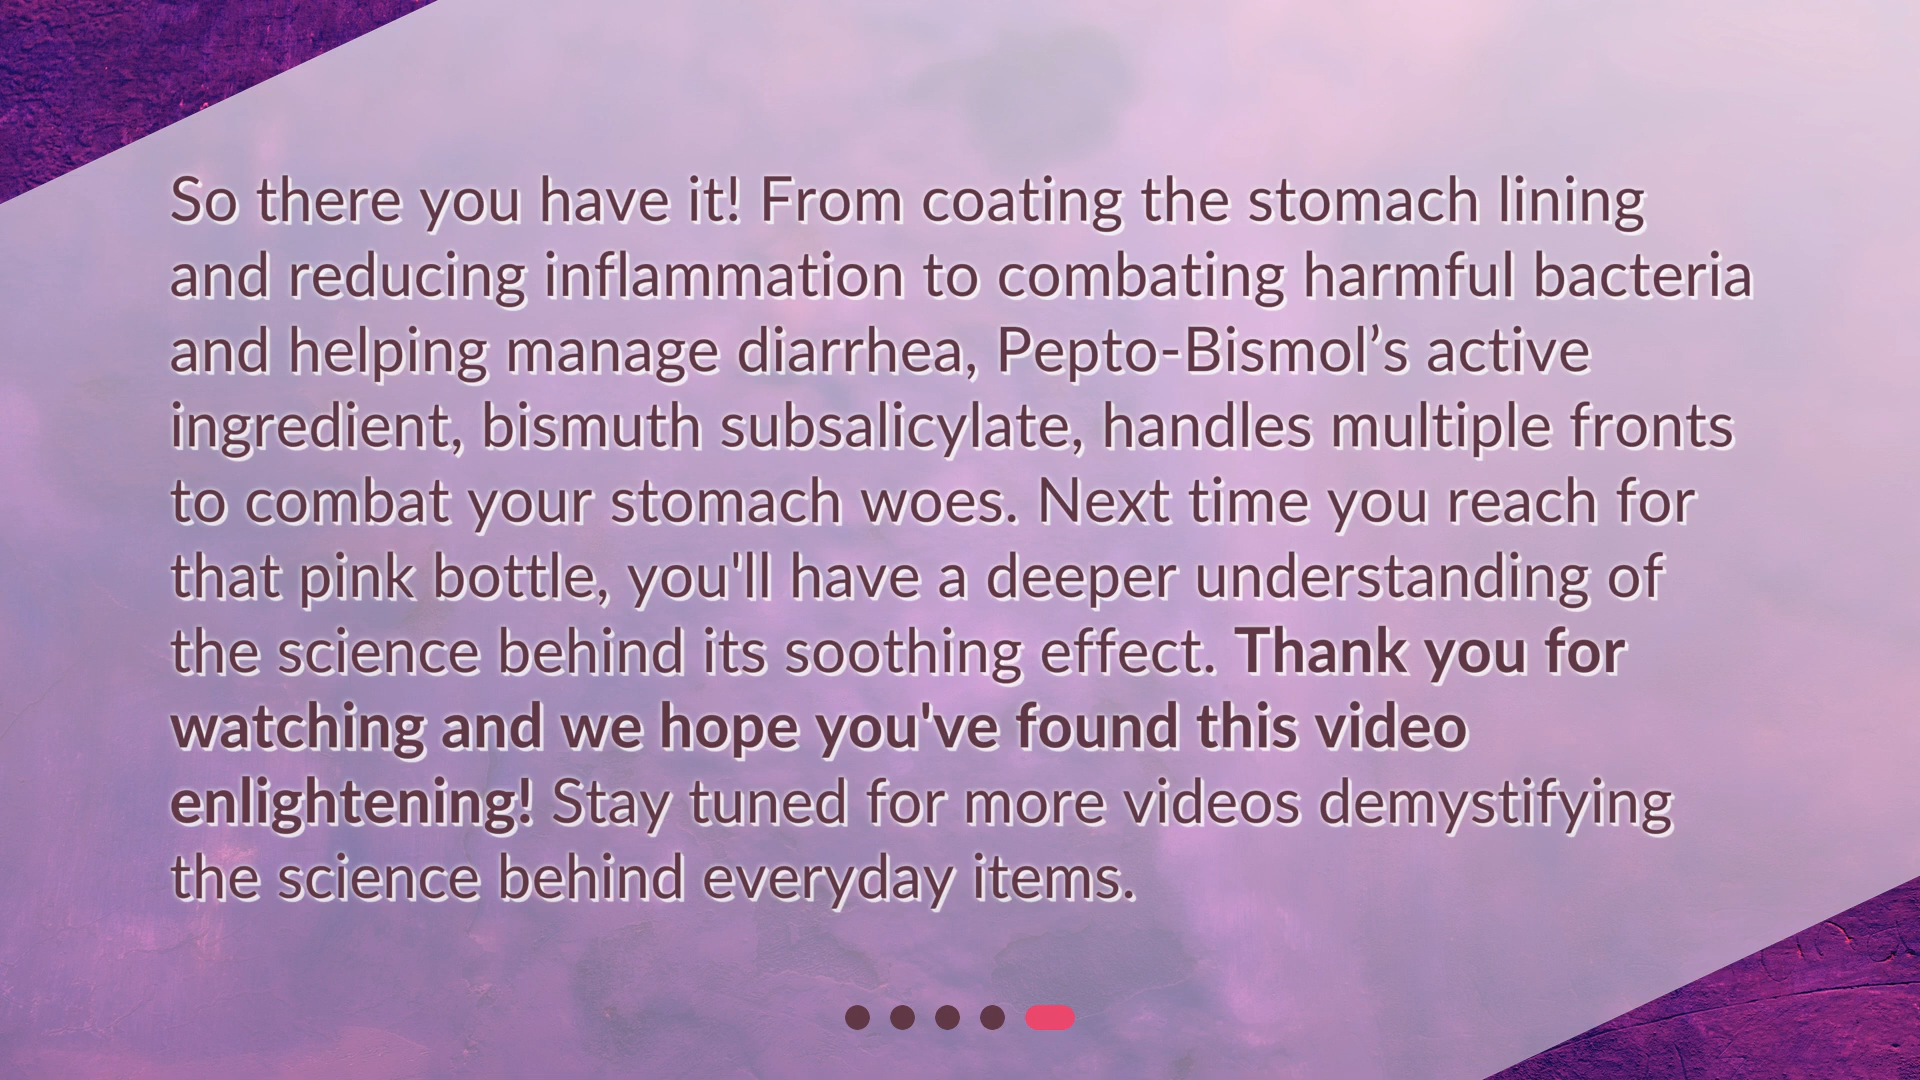 So there you have it! From coating the stomach lining
and reducing inflammation to combating harmful bacteria
and helping manage diarrhea, Pepto-Bismol’s active
ingredient, bismuth subsalicylate, handles multiple fronts
to combat your stomach woes. Next time you reach for
that pink bottle, you'll have a deeper understanding of
the science behind its soothing effect. Thank you for
watching and we hope you've found this video
enlightening! Stay tuned for more videos demystifying
the science behind everyday items.